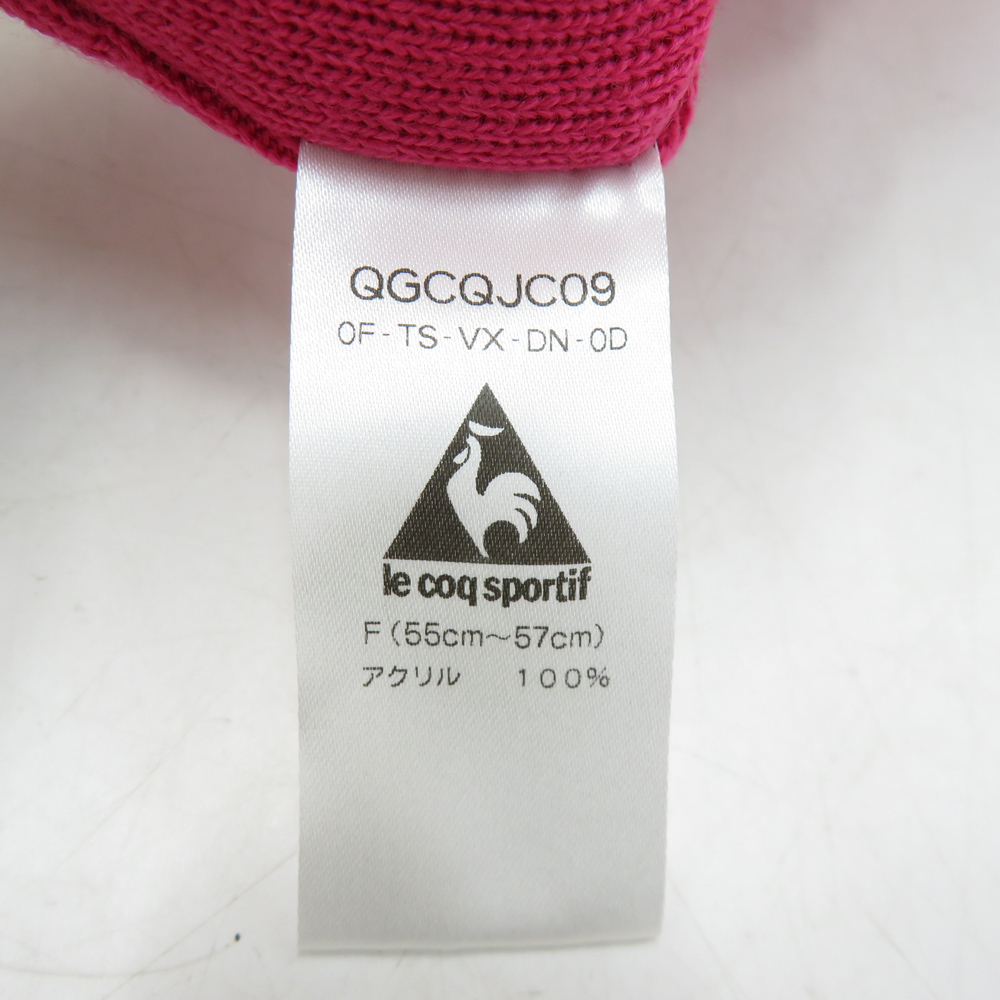 QGCQJC09
0F-TS-VX-DN-0D
le coq sportif
F（55cm～57cm）
アクリル　　100%